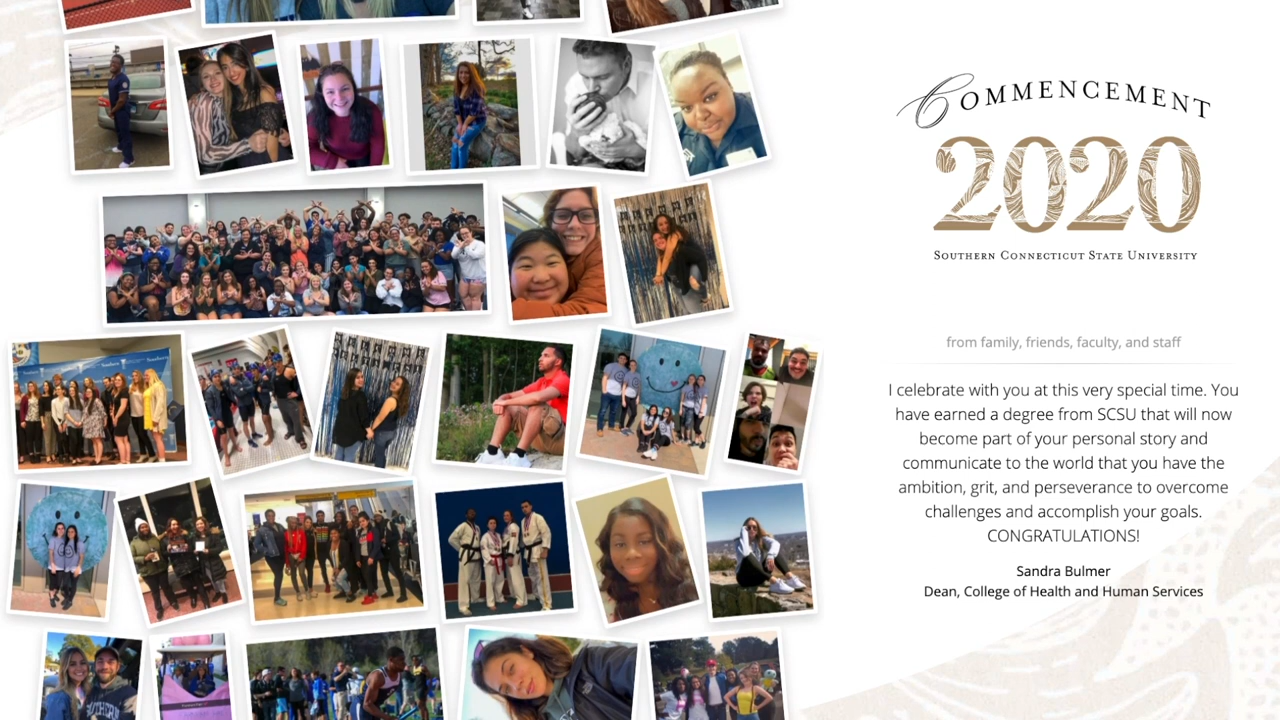 COMMENCEMENT
2020
SOUTHERN CONNECTICUT STATE UNIVERSITY
from family, friends, faculty, and staff
I celebrate with you at this very special time. You
have earned a degree from SCSU that will now
become part of your personal story and
communicate to the world that you have the
ambition, grit, and perseverance to overcome
challenges and accomplish your goals.
CONGRATULATIONS!
Sandra Bulmer
Dean, College of Health and Human Services
Southern
SOUTHERN